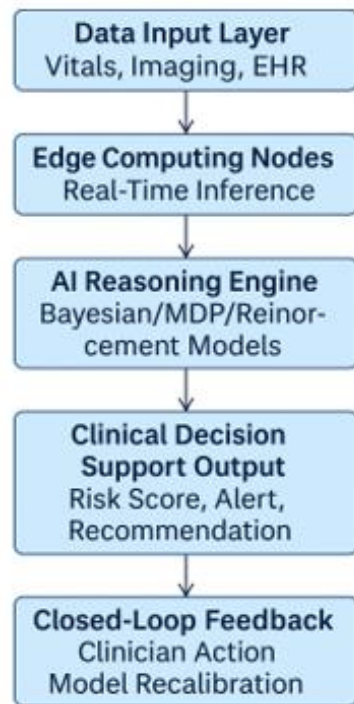 Data Input Layer
Vitals, Imaging, EHR
Edge Computing Nodes
Real-Time Inference
AI Reasoning Engine
Bayesian/MDP/Reinor-
cement Models
Clinical Decision
Support Output
Risk Score, Alert,
Recommendation
Closed-Loop Feedback
Clinician Action
Model Recalibration